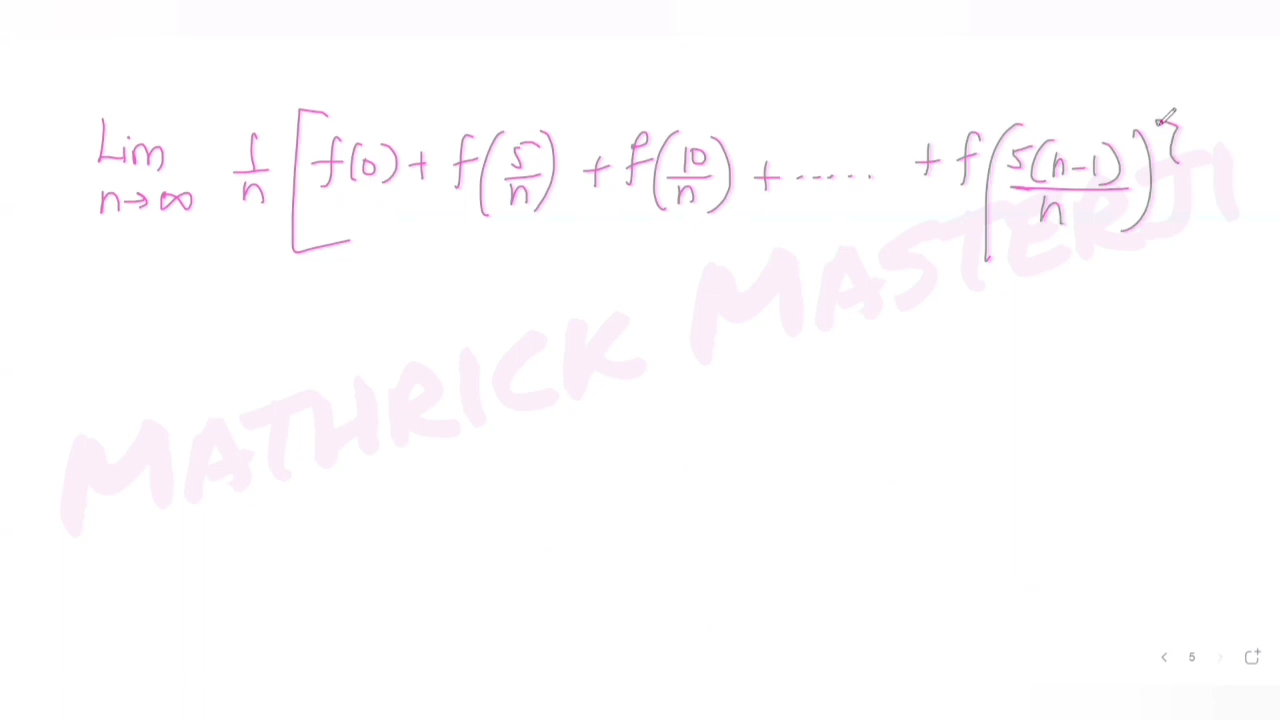 Lim n→∞ 1/n [f(0) + f(5/n) + f(10/n) + ..... + f(5(n-1)/n)}
MATHRICK MASTERJI
< 5 >